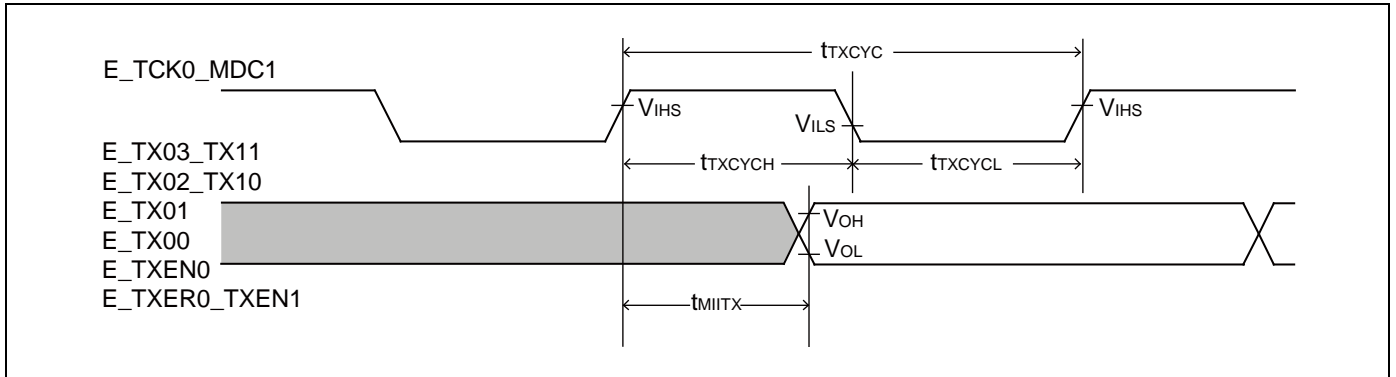 tTXCYC
E_TCK0_MDC1
VIHS
VILS
VIHS
E_TX03_TX11
tTXCYCH
tTXCYCL
E_TX02_TX10
E_TX01
VOH
E_TX00
VOL
E_TXEN0
E_TXER0_TXEN1
tMIITX